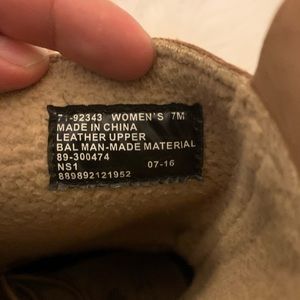 71-92343 WOMEN'S 7M
MADE IN CHINA
LEATHER UPPER
BAL MAN-MADE MATERIAL
89-300474
NS1 07-16
889892121952